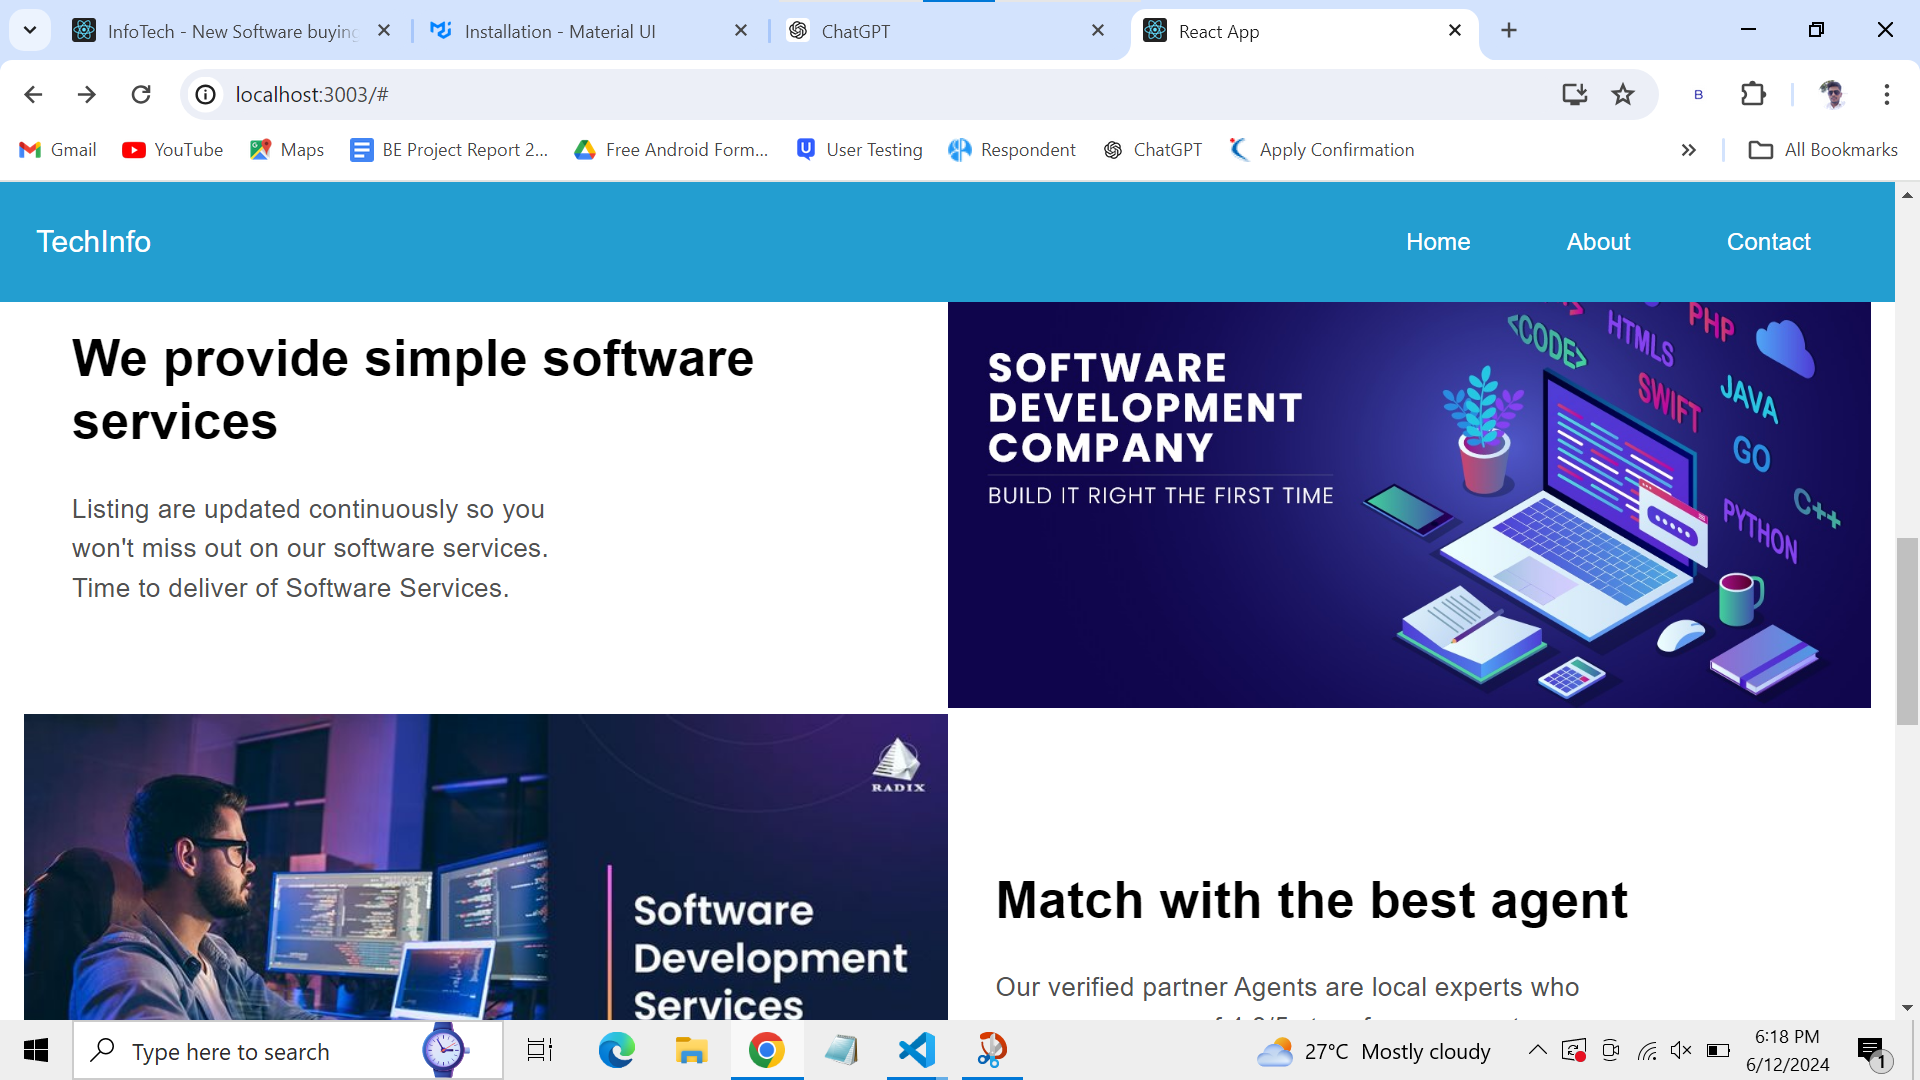 InfoTech - New Software buying
Installation - Material UI
ChatGPT
React App
localhost:3003/#
B
Gmail
YouTube
Maps
BE Project Report 2...
Free Android Form...
User Testing
Respondent
ChatGPT
Apply Confirmation
All Bookmarks
TechInfo
Home
About
Contact
We provide simple software
services
Listing are updated continuously so you
won't miss out on our software services.
Time to deliver of Software Services.
SOFTWARE
DEVELOPMENT
COMPANY
BUILD IT RIGHT THE FIRST TIME
<CODE>
HTML5
PHP
SWIFT
JAVA
GO
C++
PYTHON
RADIX
Software
Development
Services
Match with the best agent
Our verified partner Agents are local experts who
Type here to search
27°C Mostly cloudy
6:18 PM
6/12/2024
1